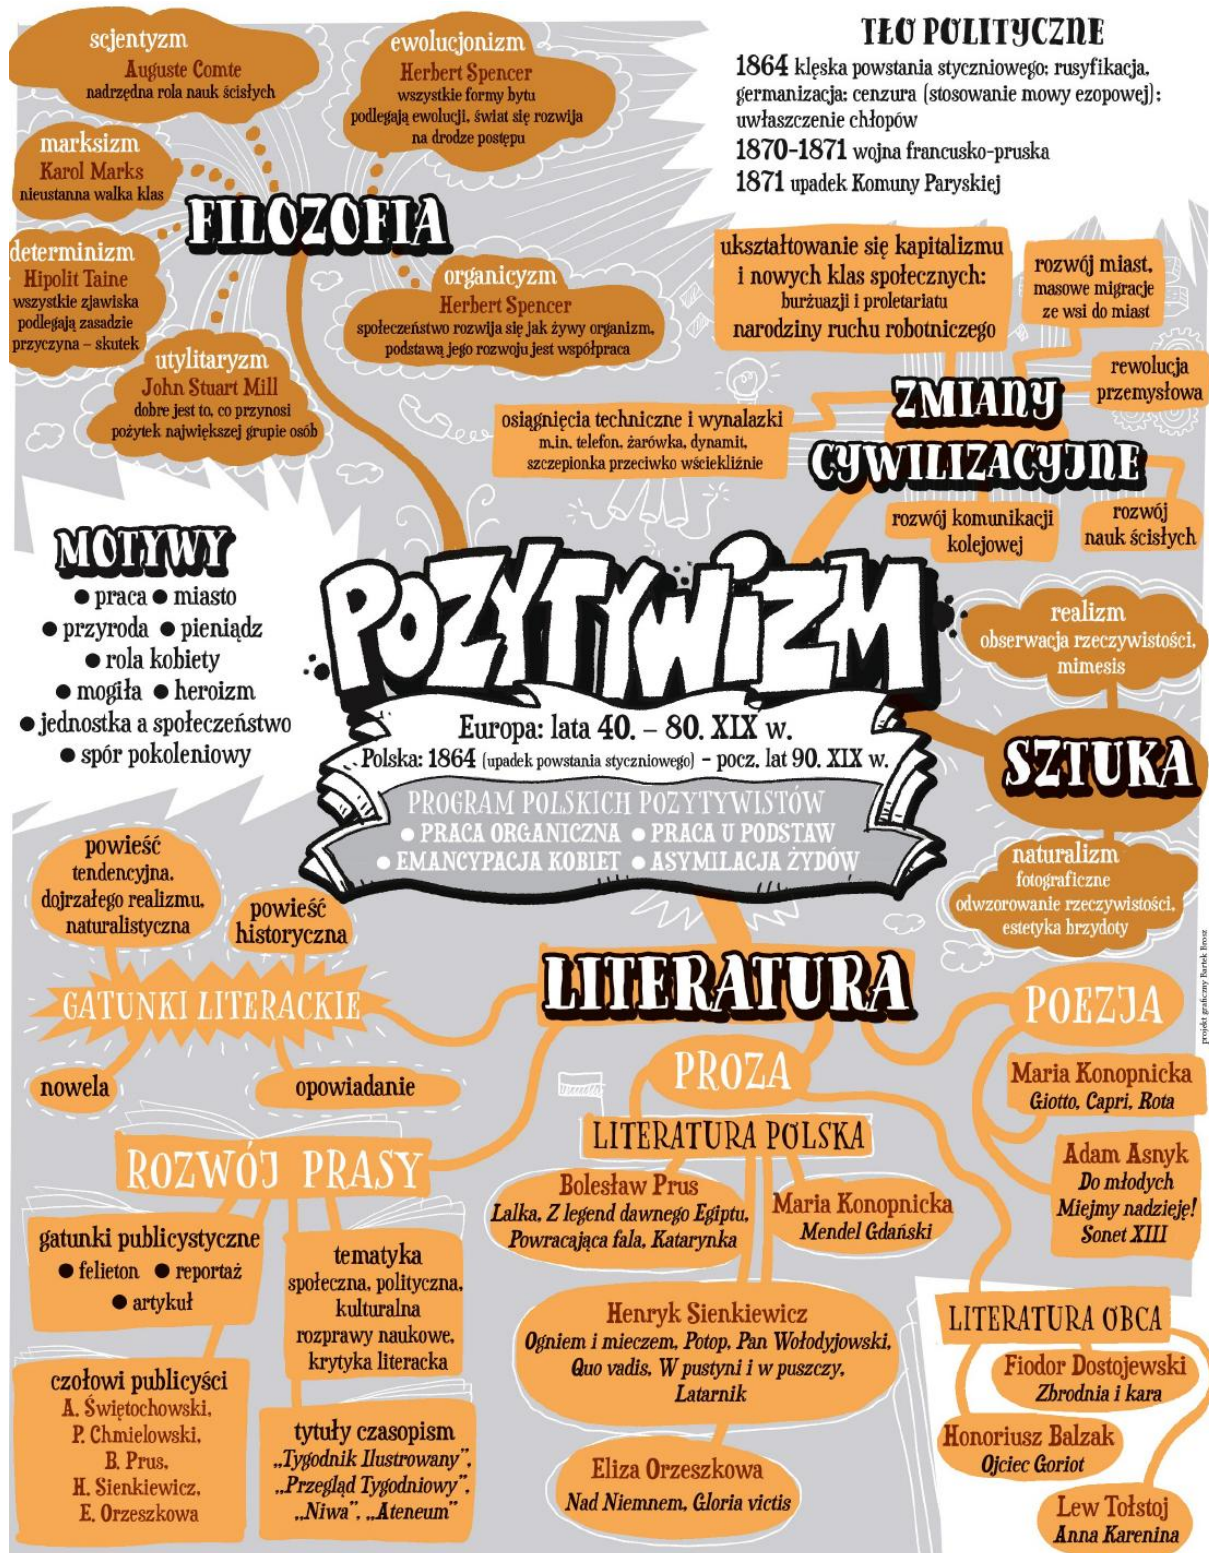 TŁO POLITYCZNE
1864 klęska powstania styczniowego: rusyfikacja,
germanizacja: cenzura (stosowanie mowy ezopowej):
uwłaszczenie chłopów
1870-1871 wojna francusko-pruska
1871 upadek Komuny Paryskiej
scjentyzm
Auguste Comte
nadrzędna rola nauk ścisłych
ewolucjonizm
Herbert Spencer
wszystkie formy bytu
podlegają ewolucji, świat się rozwija
na drodze postępu
marksizm
Karol Marks
nieustanna walka klas
FILOZOFIA
determinizm
Hipolit Taine
wszystkie zjawiska
podlegają zasadzie
przyczyna – skutek
organicyzm
Herbert Spencer
społeczeństwo rozwija się jak żywy organizm,
podstawą jego rozwoju jest współpraca
utylitaryzm
John Stuart Mill
dobre jest to, co przynosi
pożytek największej grupie osób
ukształtowanie się kapitalizmu
i nowych klas społecznych:
burżuazji i proletariatu
narodziny ruchu robotniczego
rozwój miast,
masowe migracje
ze wsi do miast
rewolucja
przemysłowa
osiągnięcia techniczne i wynalazki
m.in. telefon, żarówka, dynamit,
szczepionka przeciwko wściekliźnie
ZMIANY
CYWILIZACYJNE
rozwój komunikacji
kolejowej
rozwój
nauk ścisłych
MOTYWY
● praca ● miasto
● przyroda ● pieniądz
● rola kobiety
● mogiła ● heroizm
● jednostka a społeczeństwo
● spór pokoleniowy
POZYTYWIZM
Europa: lata 40. – 80. XIX w.
Polska: 1864 (upadek powstania styczniowego) – pocz. lat 90. XIX w.
PROGRAM POLSKICH POZYTYWISTÓW
● PRACA ORGANICZNA ● PRACA U PODSTAW
● EMANCYPACJA KOBIET ● ASYMILACJA ŻYDÓW
realizm
obserwacja rzeczywistości,
mimesis
SZTUKA
naturalizm
fotograficzne
odwzorowanie rzeczywistości,
estetyka brzydoty
projekt graficzny Bartek Brosz
powieść
tendencyjna,
dojrzałego realizmu,
naturalistyczna
powieść
historyczna
GATUNKI LITERACKIE
nowela
opowiadanie
LITERATURA
POEZJA
Maria Konopnicka
Giotto, Capri, Rota
Adam Asnyk
Do młodych
Miejmy nadzieję!
Sonet XIII
PROZA
LITERATURA POLSKA
Bolesław Prus
Lalka, Z legend dawnego Egiptu,
Powracająca fala, Katarynka
Maria Konopnicka
Mendel Gdański
Henryk Sienkiewicz
Ogniem i mieczem, Potop, Pan Wołodyjowski,
Quo vadis, W pustyni i w puszczy,
Latarnik
Eliza Orzeszkowa
Nad Niemnem, Gloria victis
LITERATURA OBCA
Fiodor Dostojewski
Zbrodnia i kara
Honoriusz Balzak
Ojciec Goriot
Lew Tołstoj
Anna Karenina
ROZWÓJ PRASY
gatunki publicystyczne
● felieton ● reportaż
● artykuł
czołowi publicyści
A. Świętochowski,
P. Chmielowski,
B. Prus,
H. Sienkiewicz,
E. Orzeszkowa
tematyka
społeczna, polityczna,
kulturalna
rozprawy naukowe,
krytyka literacka
tytuły czasopism
„Tygodnik Ilustrowany”,
„Przegląd Tygodniowy”,
„Niwa”, „Ateneum”